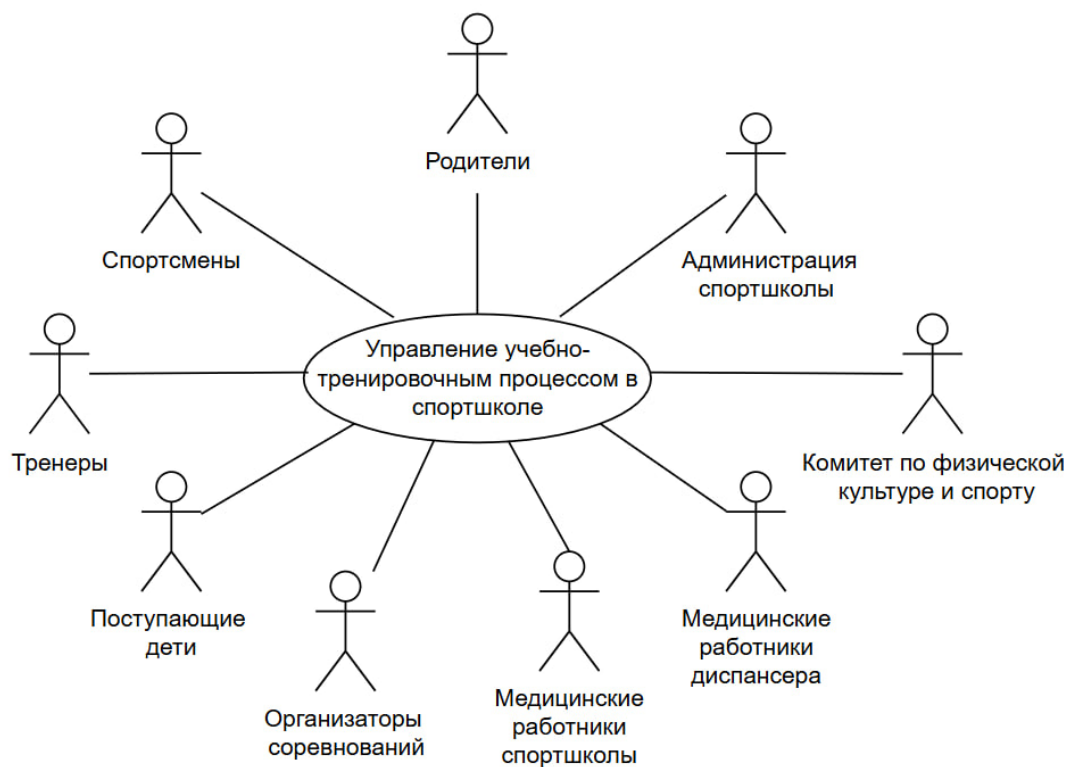 Родители
Спортсмены
Администрация
спортшколы
Управление учебно-
тренировочным процессом в
спортшколе
Тренеры
Комитет по физической
культуре и спорту
Поступающие
дети
Медицинские
работники
диспансера
Организаторы
соревнований
Медицинские
работники
спортшколы